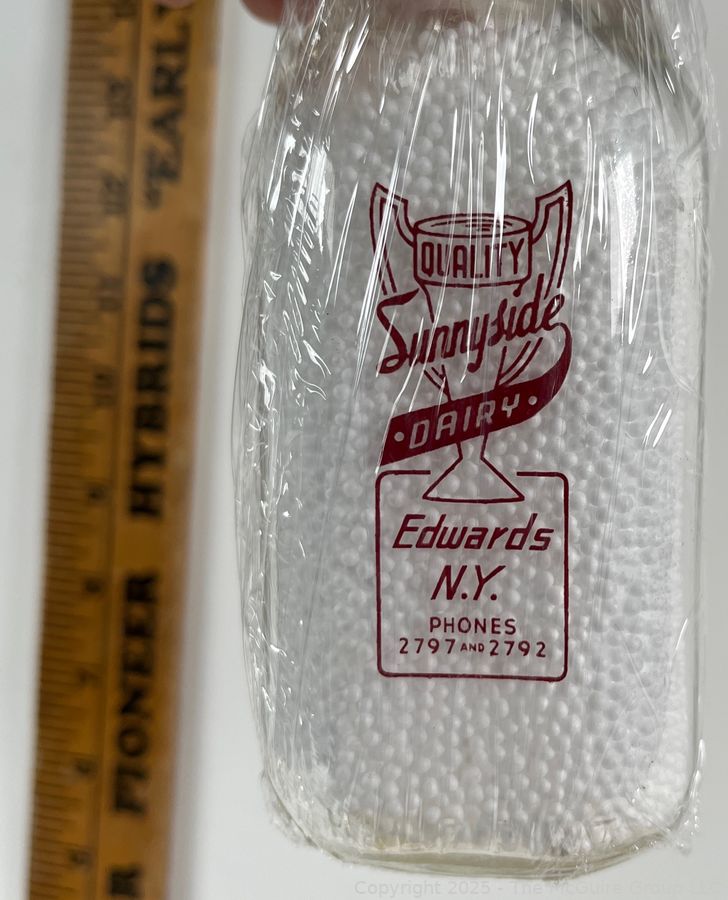 QUALITY
Sunnyside
• DAIRY •
Edwards
N.Y.
PHONES
2797 AND 2792
PIONEER HYBRIDS "EARLY
Copyright 2025 - The McGuire Group LLC